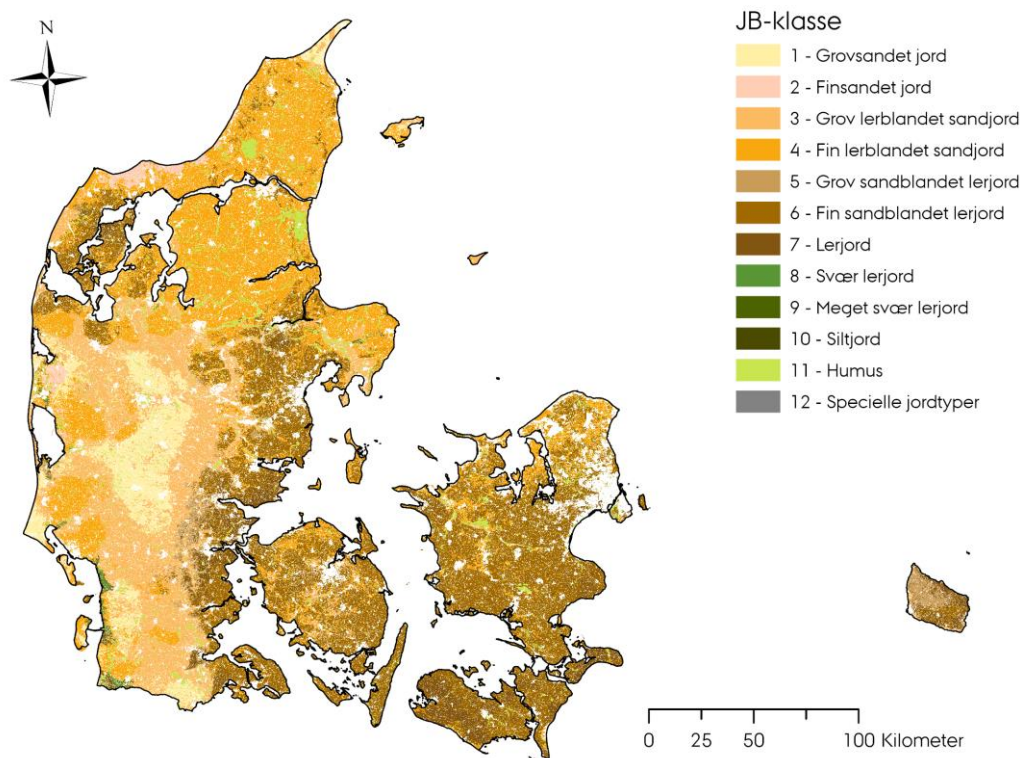 N
JB-klasse
1 - Grovsandet jord
2 - Finsandet jord
3 - Grov lerblandet sandjord
4 - Fin lerblandet sandjord
5 - Grov sandblandet lerjord
6 - Fin sandblandet lerjord
7 - Lerjord
8 - Svær lerjord
9 - Meget svær lerjord
10 - Siltjord
11 - Humus
12 - Specielle jordtyper
0 25 50 100 Kilometer